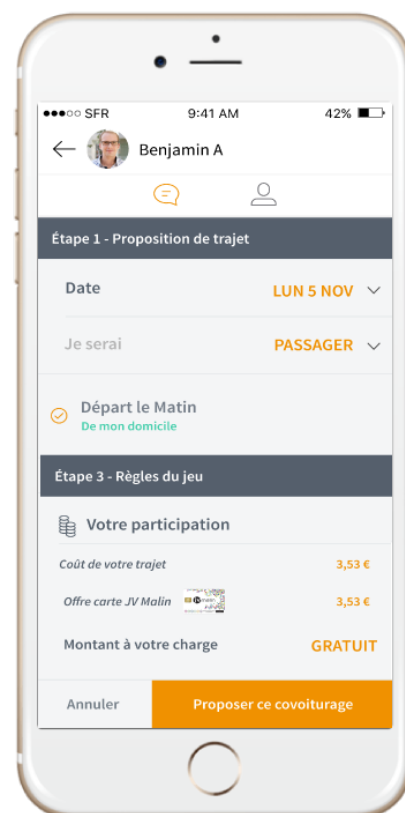 SFR 9:41 AM 42%
Benjamin A
Étape 1 - Proposition de trajet
Date LUN 5 NOV
Je serai PASSAGER
Départ le Matin
De mon domicile
Étape 3 - Règles du jeu
Votre participation
Coût de votre trajet 3,53 €
Offre carte JV Malin 3,53 €
Montant à votre charge GRATUIT
Annuler Proposer ce covoiturage